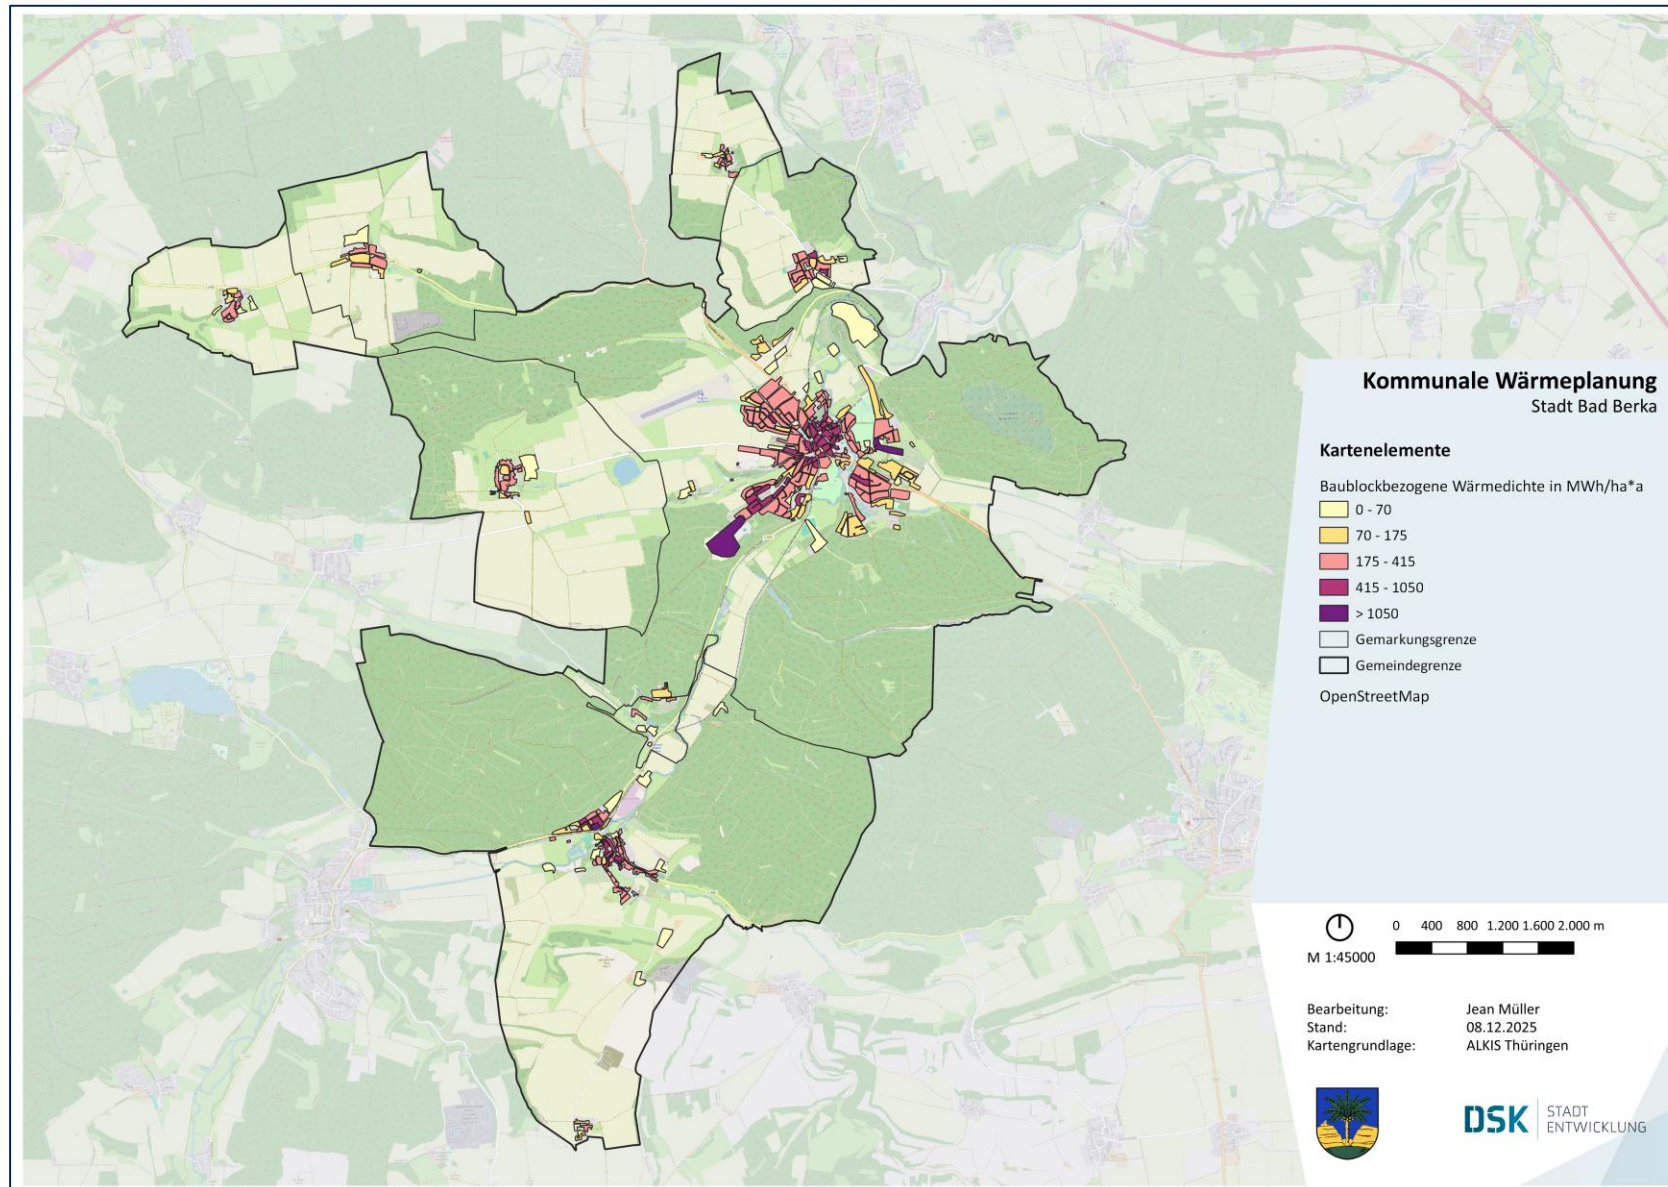 Kommunale Wärmeplanung
Stadt Bad Berka
Kartenelemente
Baublockbezogene Wärmedichte in MWh/ha*a
0 - 70
70 - 175
175 - 415
415 - 1050
> 1050
Gemarkungsgrenze
Gemeindegrenze
OpenStreetMap
0 400 800 1.200 1.600 2.000 m
M 1:45000
Bearbeitung: Jean Müller
Stand: 08.12.2025
Kartengrundlage: ALKIS Thüringen
DSK STADT
ENTWICKLUNG